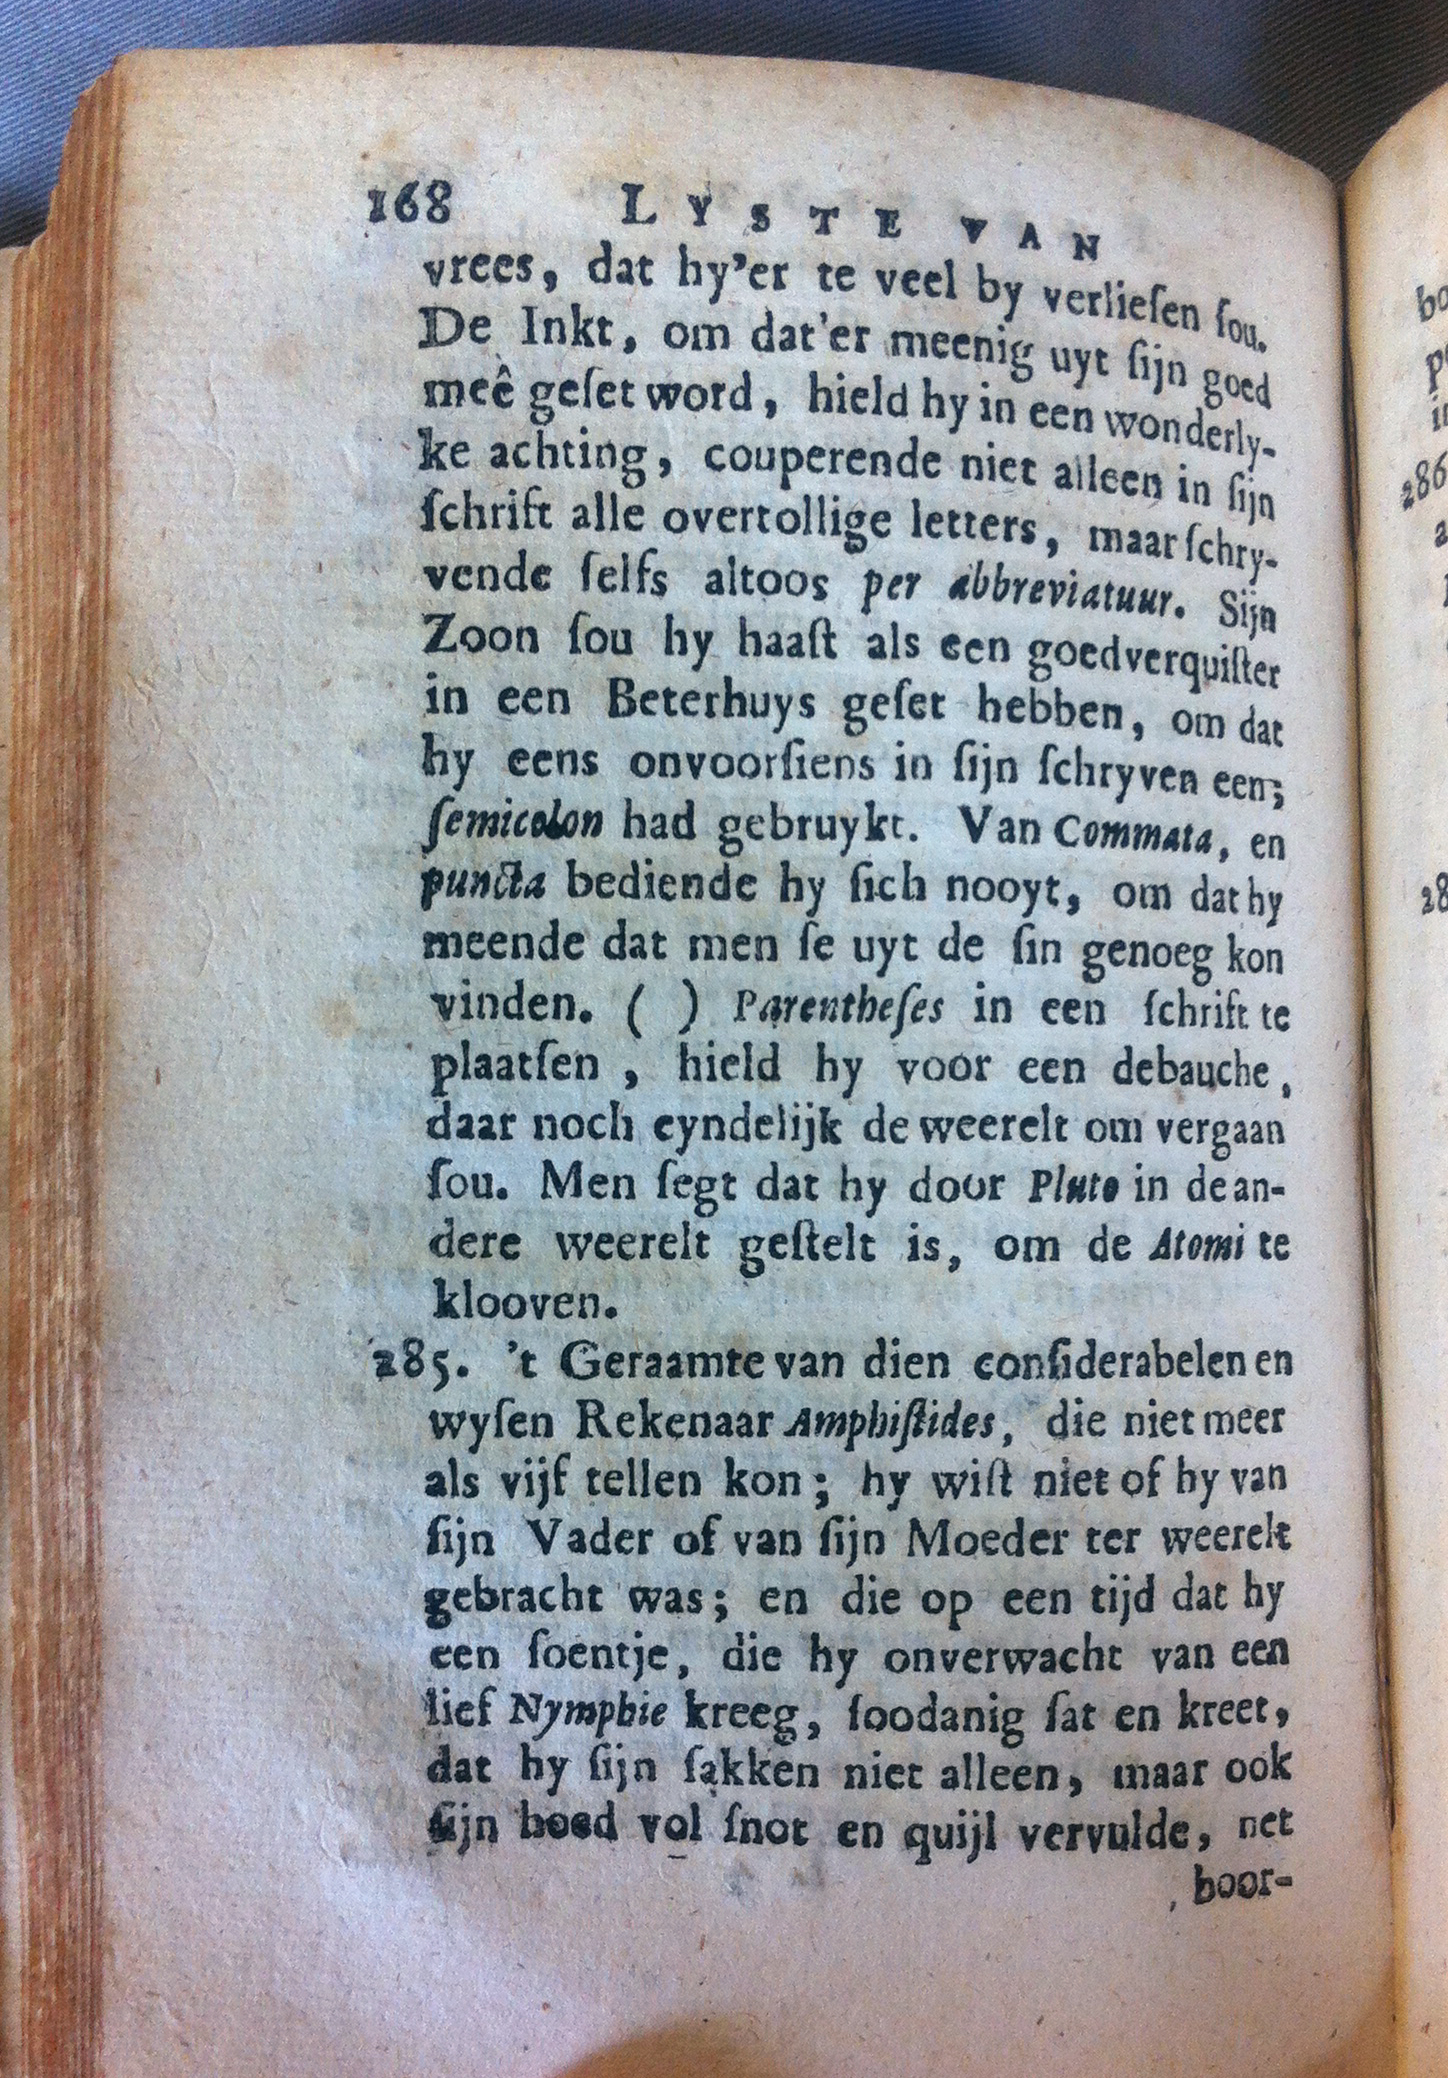 168 LYSTE VAN
vrees, dat hy'er te veel by verlieſen ſou.
De Inkt, om dat'er meenig uyt ſijn goed
meê geſet word, hield hy in een wonderly-
ke achting, couperende niet alleen in ſijn
ſchrift alle overtollige letters, maar ſchry-
vende ſelfs altoos per abbreviatuur. Sijn
Zoon ſou hy haaſt als een goedverquiſter
in een Beterhuys geſet hebben, om dat
hy eens onvoorſiens in ſijn ſchryven een;
ſemicolon had gebruykt. Van Commata, en
puncta bediende hy ſich nooyt, om dat hy
meende dat men ſe uyt de ſin genoeg kon
vinden. ( ) Parentheſes in een ſchrift te
plaatſen, hield hy voor een debauche,
daar noch eyndelijk de weerelt om vergaan
ſou. Men ſegt dat hy door Pluto in de an-
dere weerelt geſtelt is, om de Atomi te
klooven.
285. 't Geraamte van dien conſiderabelen en
wyſen Rekenaar Amphiſtides, die niet meer
als vijf tellen kon; hy wiſt niet of hy van
ſijn Vader of van ſijn Moeder ter weerelt
gebracht was; en die op een tijd dat hy
een ſoentje, die hy onverwacht van een
lief Nymphie kreeg, ſoodanig ſat en kreet,
dat hy ſijn ſakken niet alleen, maar ook
ſijn hoed vol ſnot en quijl vervulde, net
boor-
bo
286
28